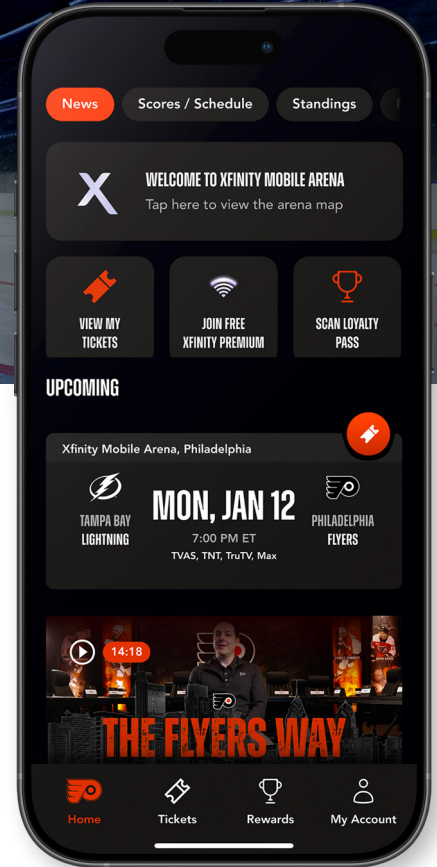 News
Scores / Schedule
Standings
WELCOME TO XFINITY MOBILE ARENA
Tap here to view the arena map
VIEW MY
TICKETS
JOIN FREE
XFINITY PREMIUM
SCAN LOYALTY
PASS
UPCOMING
Xfinity Mobile Arena, Philadelphia
TAMPA BAY
LIGHTNING
MON, JAN 12
7:00 PM ET
TVAS, TNT, TruTV, Max
PHILADELPHIA
FLYERS
14:18
THE FLYERS WAY
Home
Tickets
Rewards
My Account